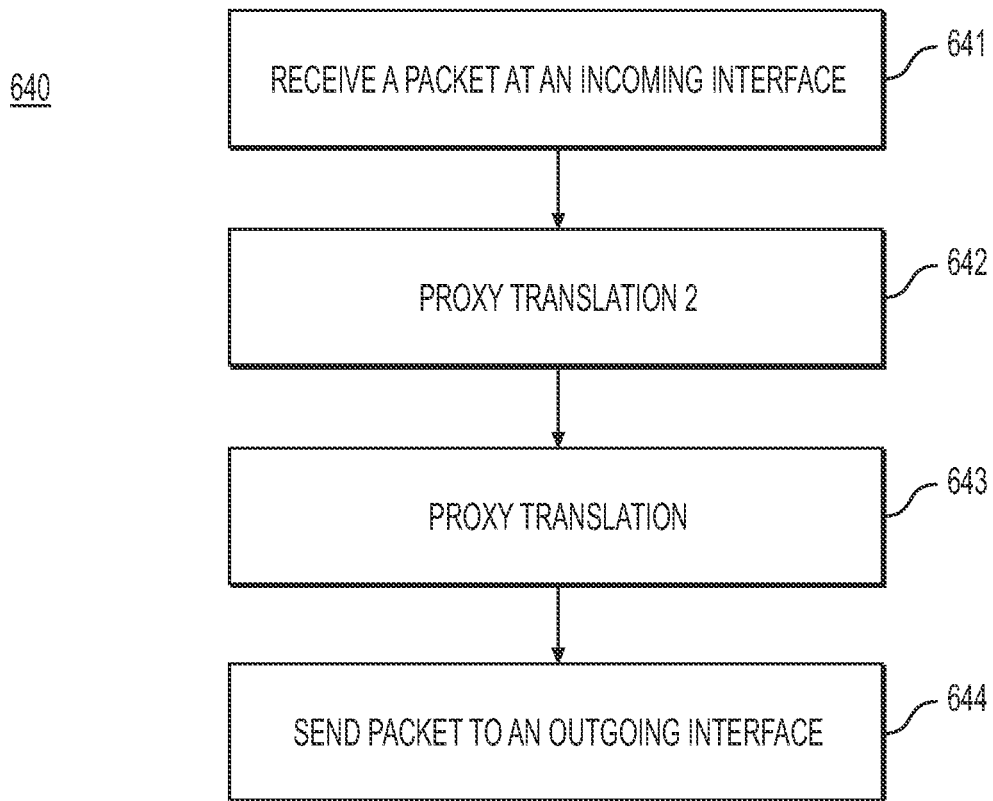 640
RECEIVE A PACKET AT AN INCOMING INTERFACE
641
PROXY TRANSLATION 2
642
PROXY TRANSLATION
643
SEND PACKET TO AN OUTGOING INTERFACE
644